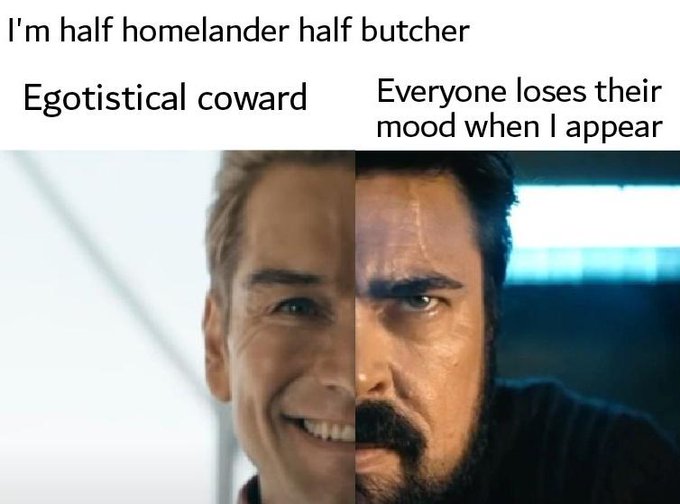 I'm half homelander half butcher
Egotistical coward
Everyone loses their
mood when I appear